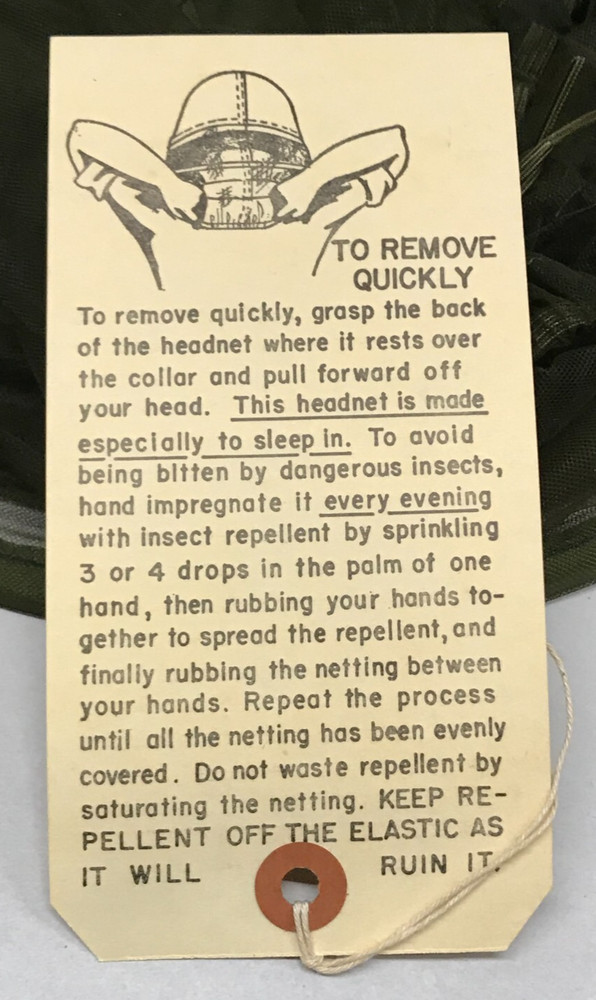 TO REMOVE
QUICKLY
To remove quickly, grasp the back
of the headnet where it rests over
the collar and pull forward off
your head. This headnet is made
especially to sleep in. To avoid
being bitten by dangerous insects,
hand impregnate it every evening
with insect repellent by sprinkling
3 or 4 drops in the palm of one
hand, then rubbing your hands to-
gether to spread the repellent, and
finally rubbing the netting between
your hands. Repeat the process
until all the netting has been evenly
covered. Do not waste repellent by
saturating the netting. KEEP RE-
PELLENT OFF THE ELASTIC AS
IT WILL RUIN IT.